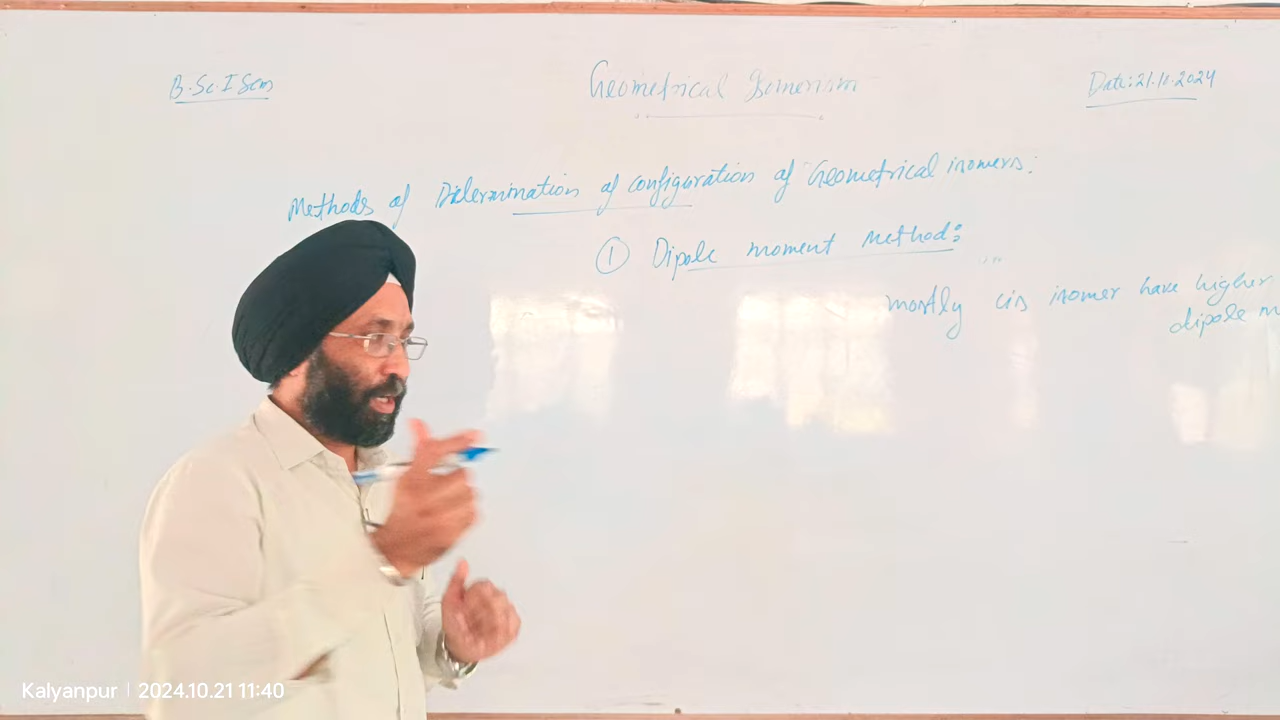 B.Sc. I Sem
Geometrical Isomerism
Date: 21.11.2024
Methods of Determination of configuration of Geometrical isomers:
① Dipole moment Method:
mostly cis isomer have higher
dipole m
Kalyanpur | 2024.10.21 11:40